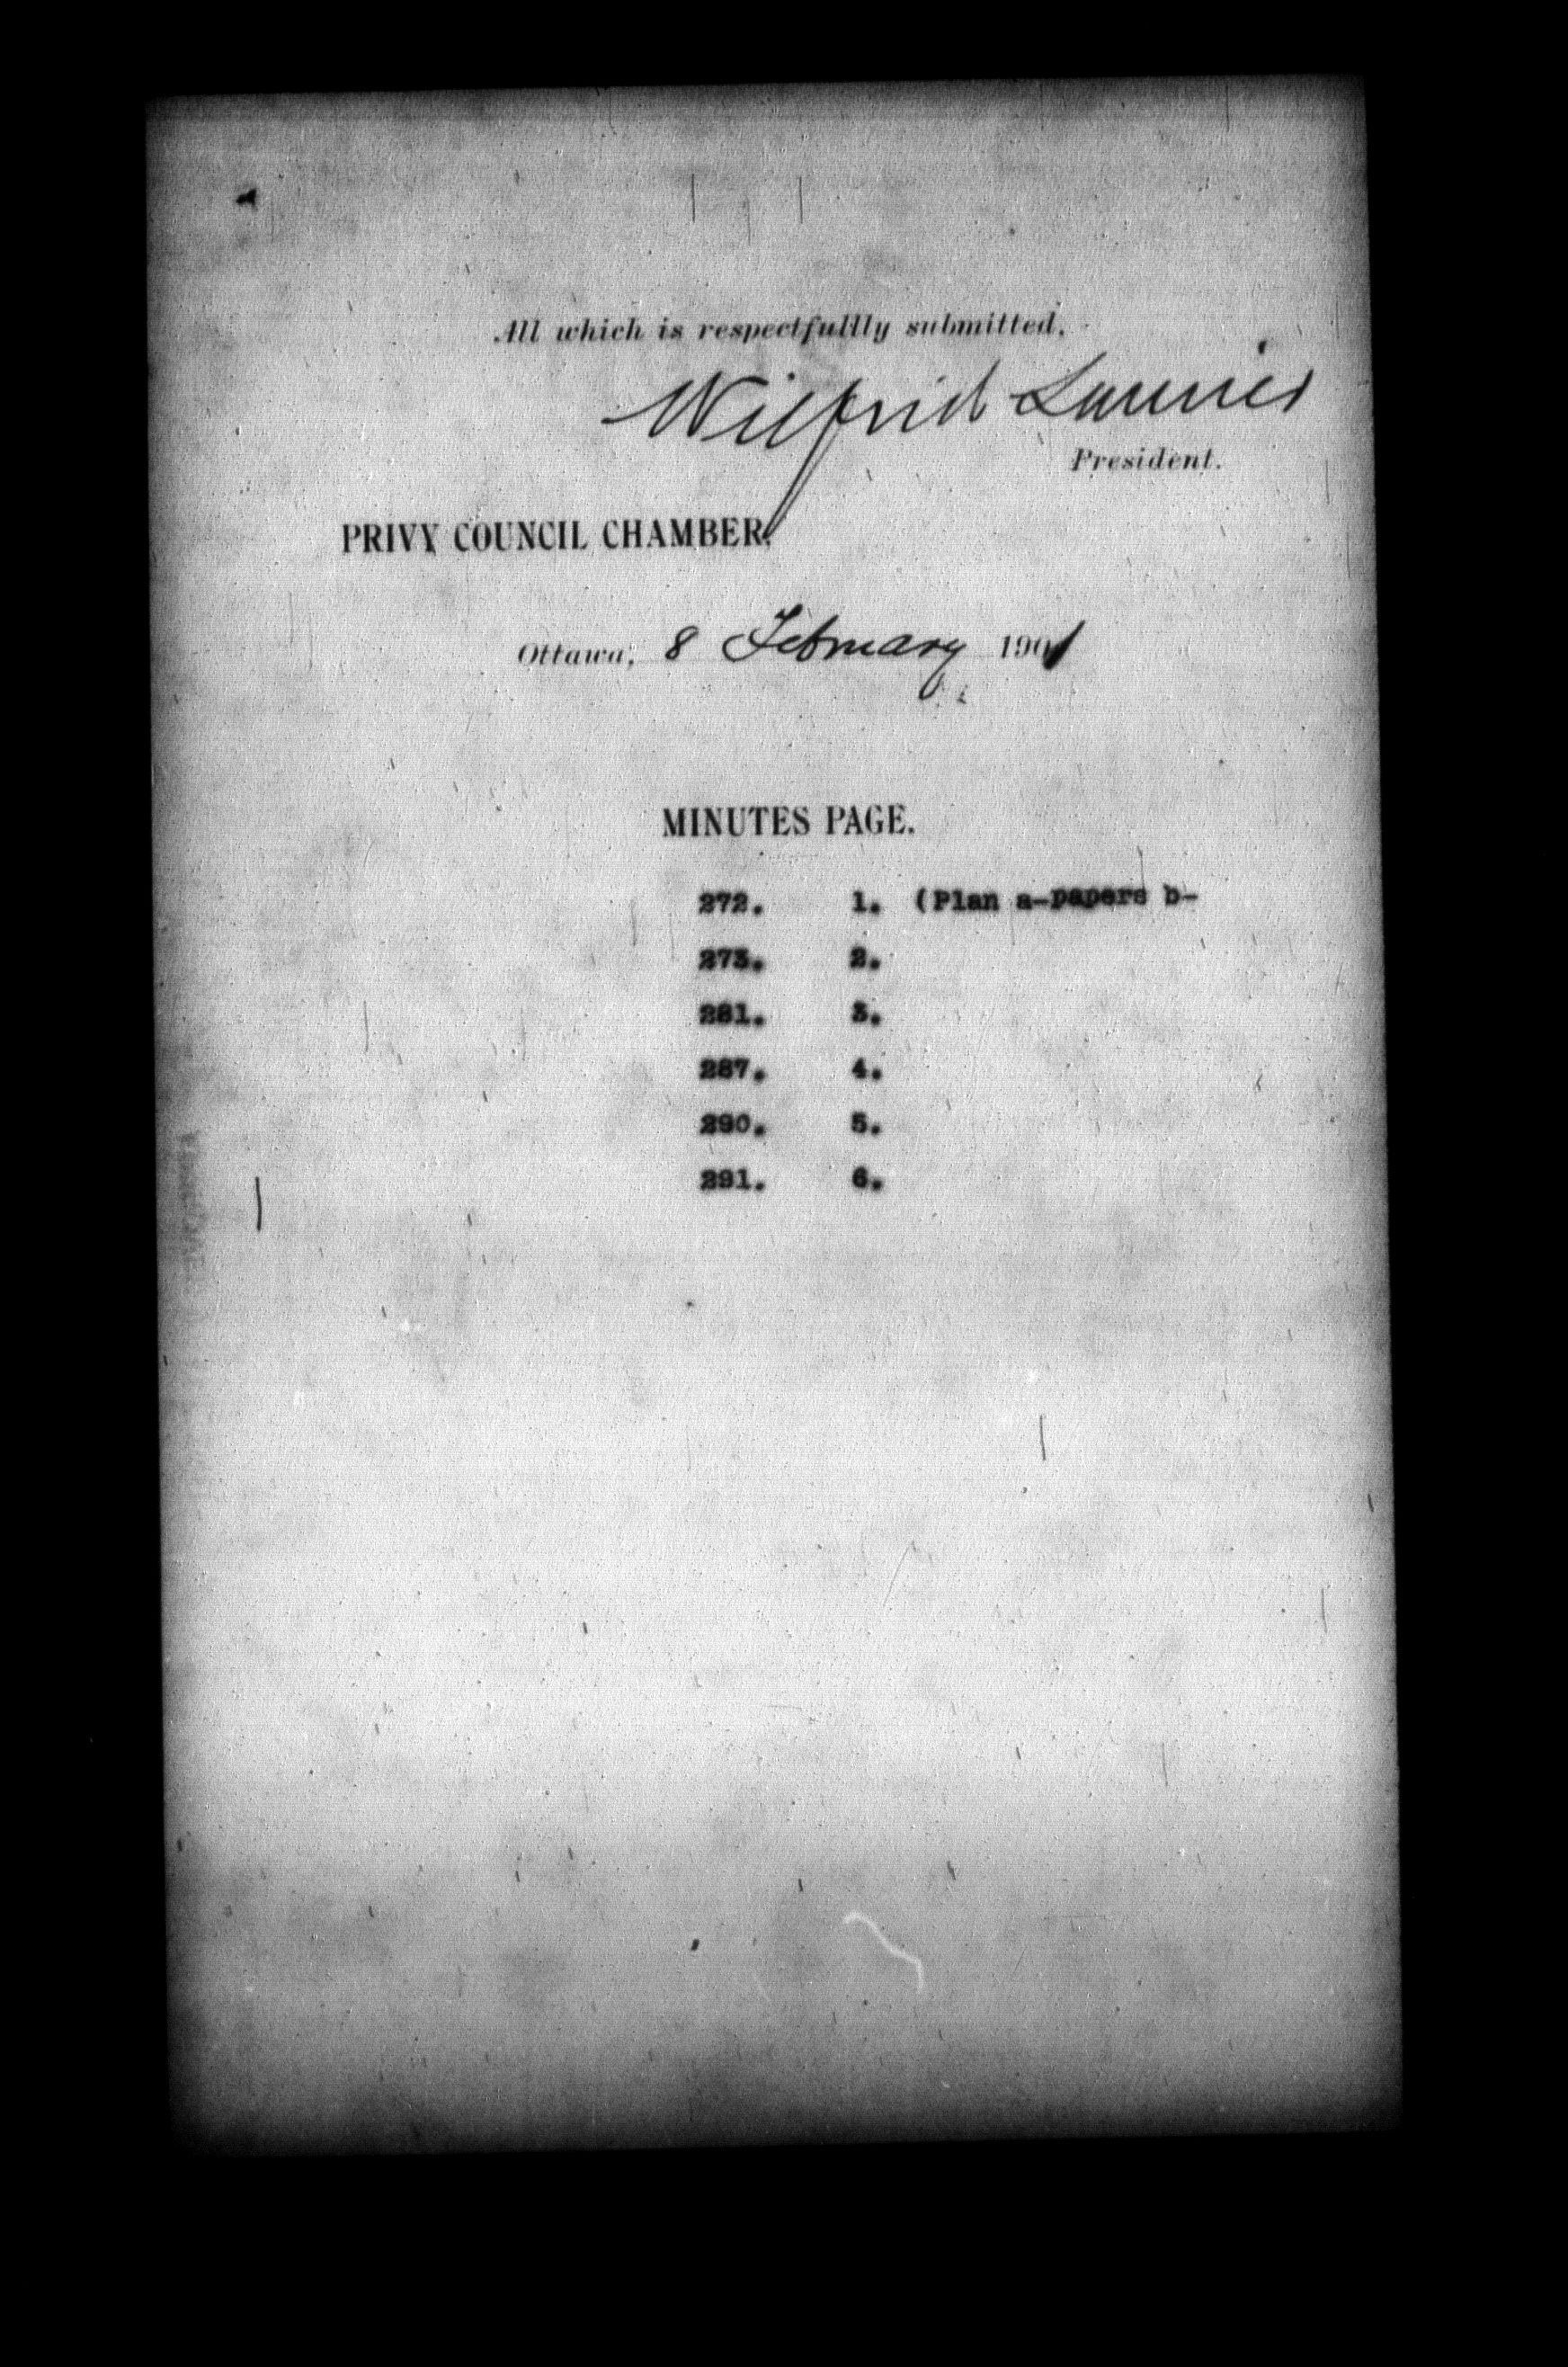 All which is respectfullly submitted,
Wilfrid Laurier
President.
PRIVY COUNCIL CHAMBER,
Ottawa, 8 February 1901
MINUTES PAGE.
272. 1. (Plan a-papers b-
273. 2.
281. 3.
287. 4.
290. 5.
291. 6.